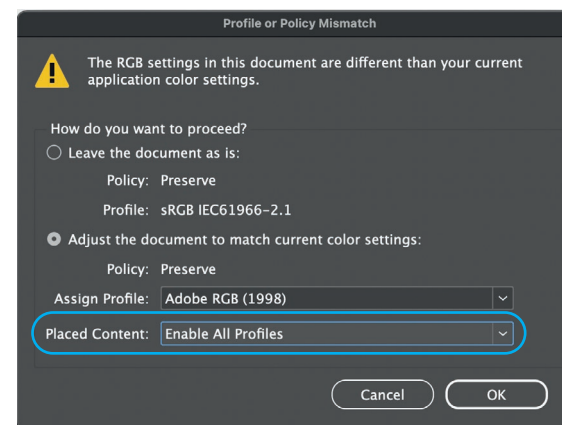 Profile or Policy Mismatch
The RGB settings in this document are different than your current
application color settings.
How do you want to proceed?
Leave the document as is:
Policy: Preserve
Profile: sRGB IEC61966-2.1
Adjust the document to match current color settings:
Policy: Preserve
Assign Profile: Adobe RGB (1998)
Placed Content: Enable All Profiles
Cancel OK